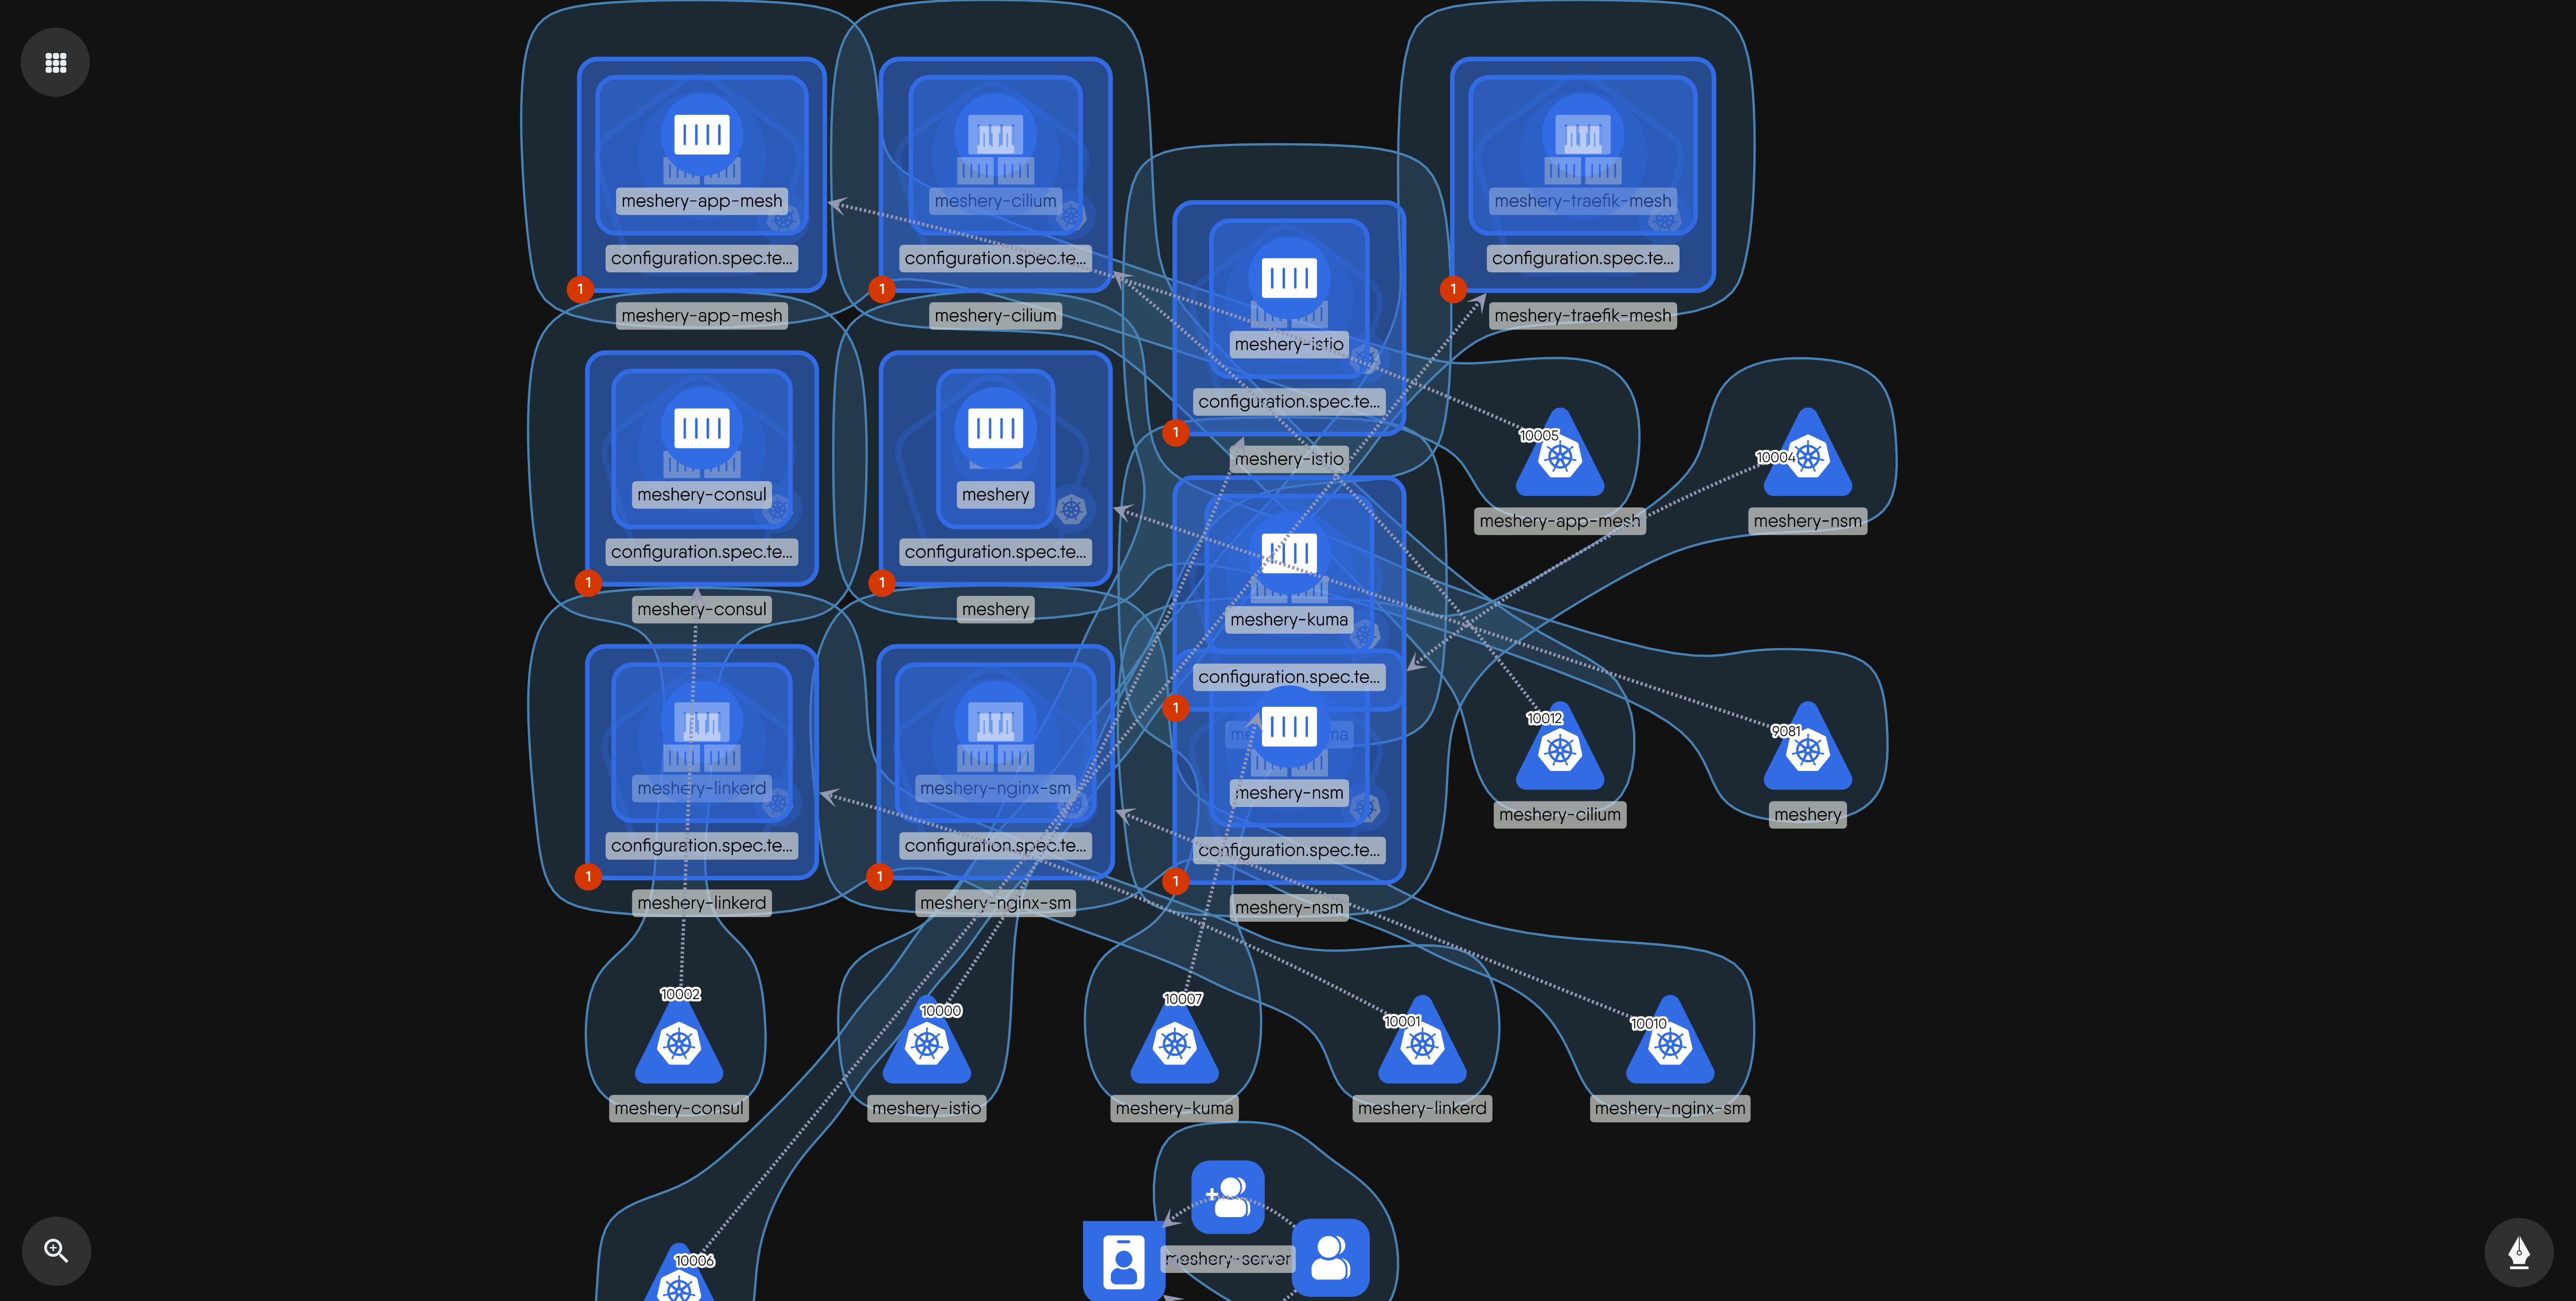 meshery-app-mesh
configuration.spec.te...
1
meshery-app-mesh
meshery-cilium
configuration.spec.te...
1
meshery-cilium
meshery-istio
configuration.spec.te...
1
meshery-istio
meshery-traefik-mesh
configuration.spec.te...
1
meshery-traefik-mesh
meshery-consul
configuration.spec.te...
1
meshery-consul
meshery
configuration.spec.te...
1
meshery
meshery-kuma
configuration.spec.te...
1
10005
meshery-app-mesh
10004
meshery-nsm
meshery-linkerd
configuration.spec.te...
1
meshery-linkerd
meshery-nginx-sm
configuration.spec.te...
1
meshery-nginx-sm
meshery-nsm
configuration.spec.te...
1
meshery-nsm
10012
meshery-cilium
9081
meshery
10002
meshery-consul
10000
meshery-istio
10007
meshery-kuma
10001
meshery-linkerd
10010
meshery-nginx-sm
10006
meshery-server